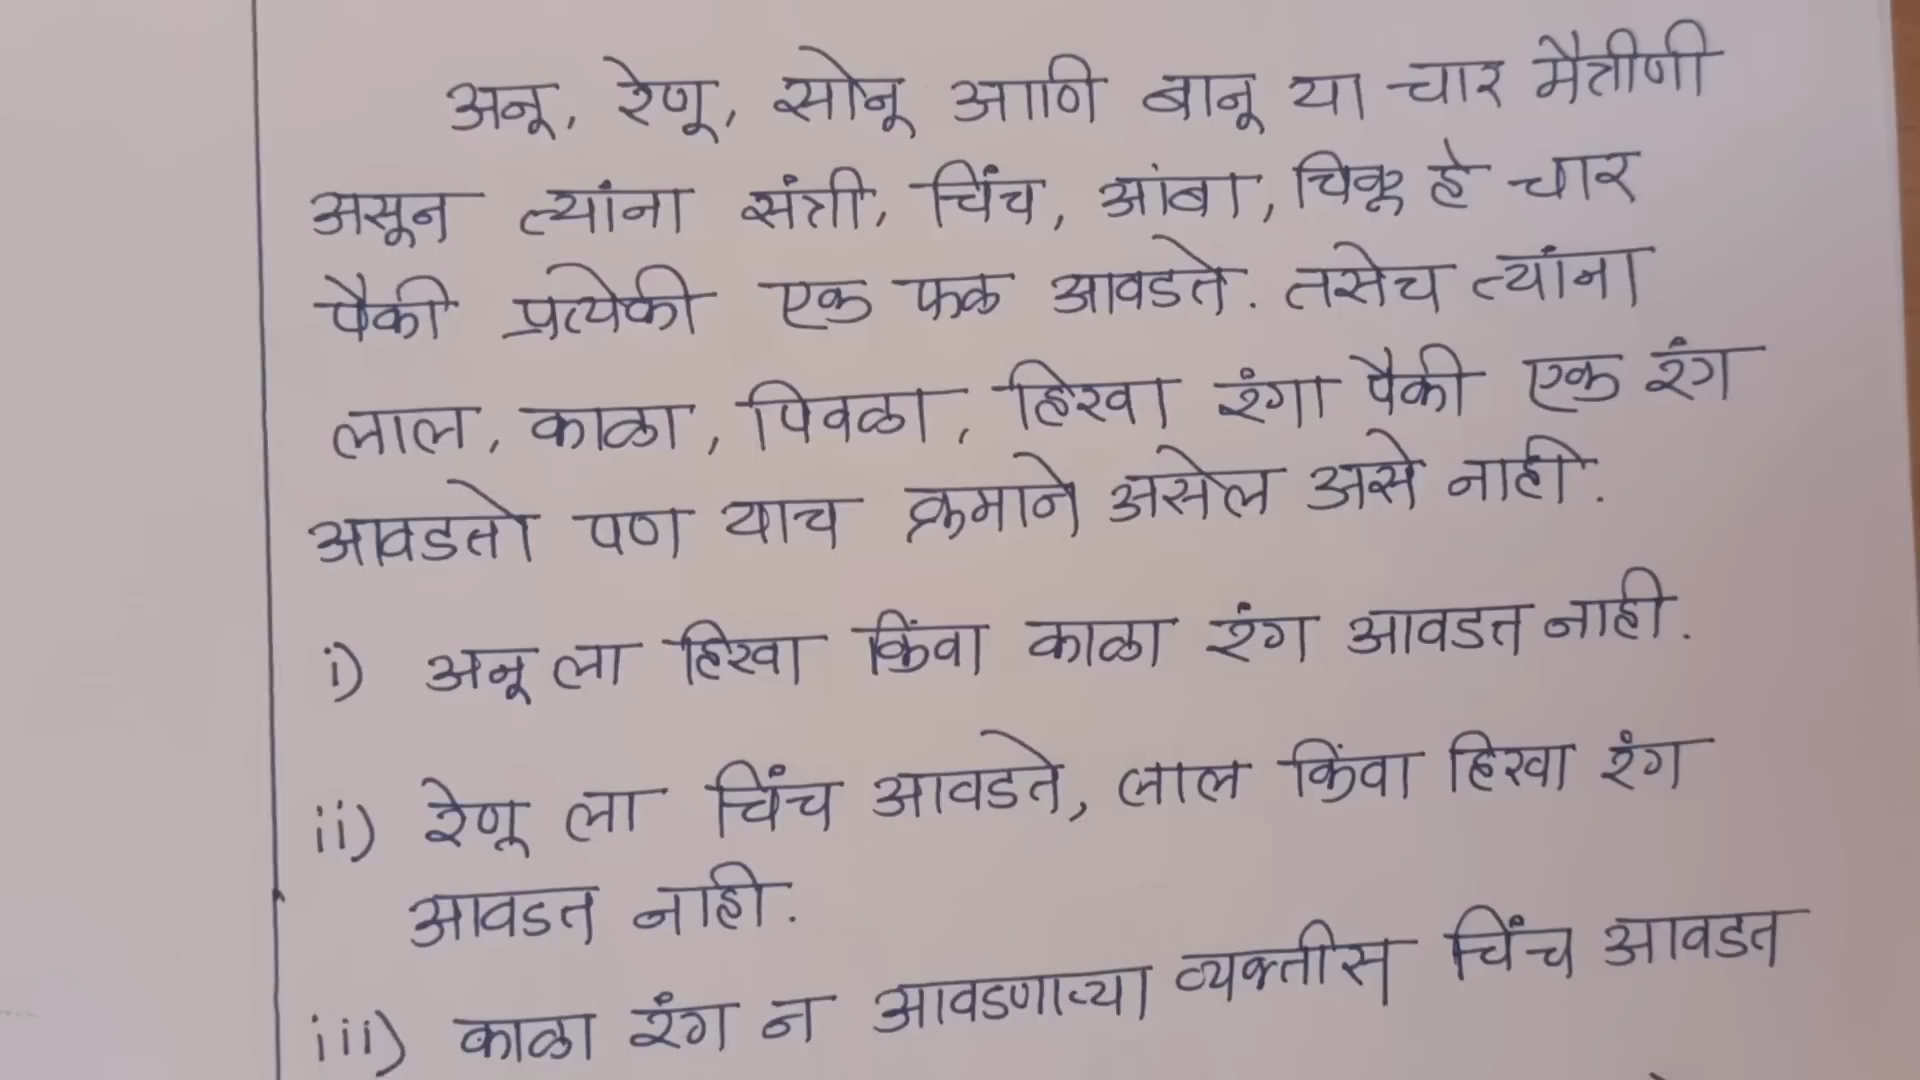 अनू, रेणू, सोनू आणि बानू या चार मैत्रीणी
असून त्यांना संत्री, चिंच, आंबा, चिकू हे चार
पैकी प्रत्येकी एक फळ आवडते. तसेच त्यांना
लाल, काळा, पिवळा, हिरवा रंगा पैकी एक रंग
आवडतो पण याच क्रमाने असेल असे नाही.
i) अनू ला हिरवा किंवा काळा रंग आवडत नाही.
ii) रेणू ला चिंच आवडते, लाल किंवा हिरवा रंग
आवडत नाही.
iii) काळा रंग न आवडणाऱ्या व्यक्तीस चिंच आवडत